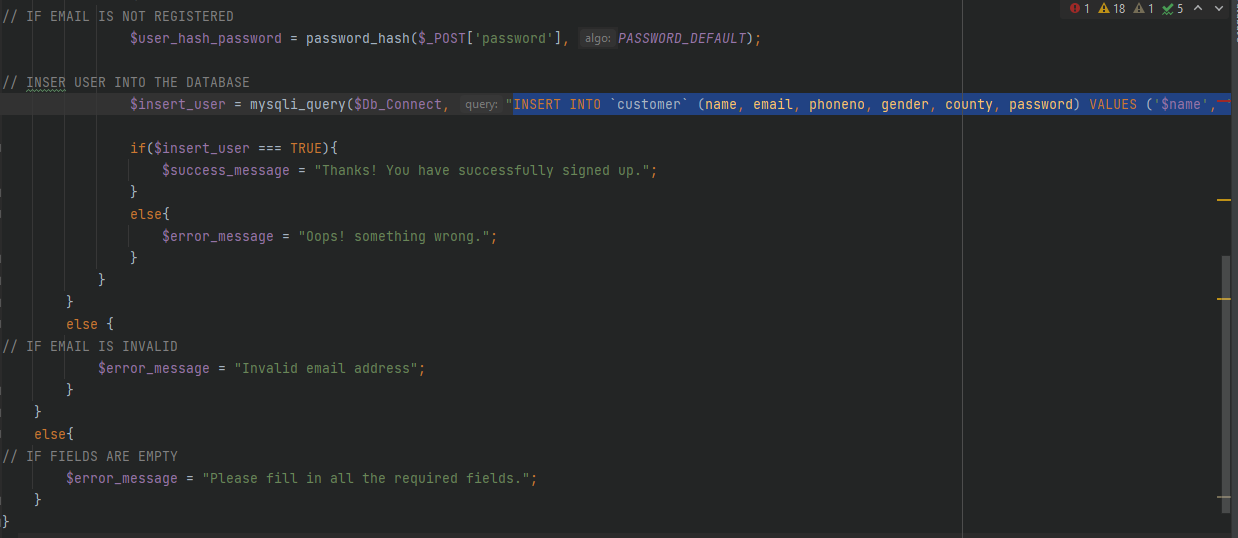 // IF EMAIL IS NOT REGISTERED
1 18 1 5
$user_hash_password = password_hash($_POST['password'], algo: PASSWORD_DEFAULT);
// INSER USER INTO THE DATABASE
$insert_user = mysqli_query($Db_Connect, query: "INSERT INTO `customer` (name, email, phoneno, gender, county, password) VALUES ('$name',
if($insert_user === TRUE){
$success_message = "Thanks! You have successfully signed up.";
}
else{
$error_message = "Oops! something wrong.";
}
}
}
else {
// IF EMAIL IS INVALID
$error_message = "Invalid email address";
}
}
else{
// IF FIELDS ARE EMPTY
$error_message = "Please fill in all the required fields.";
}
}